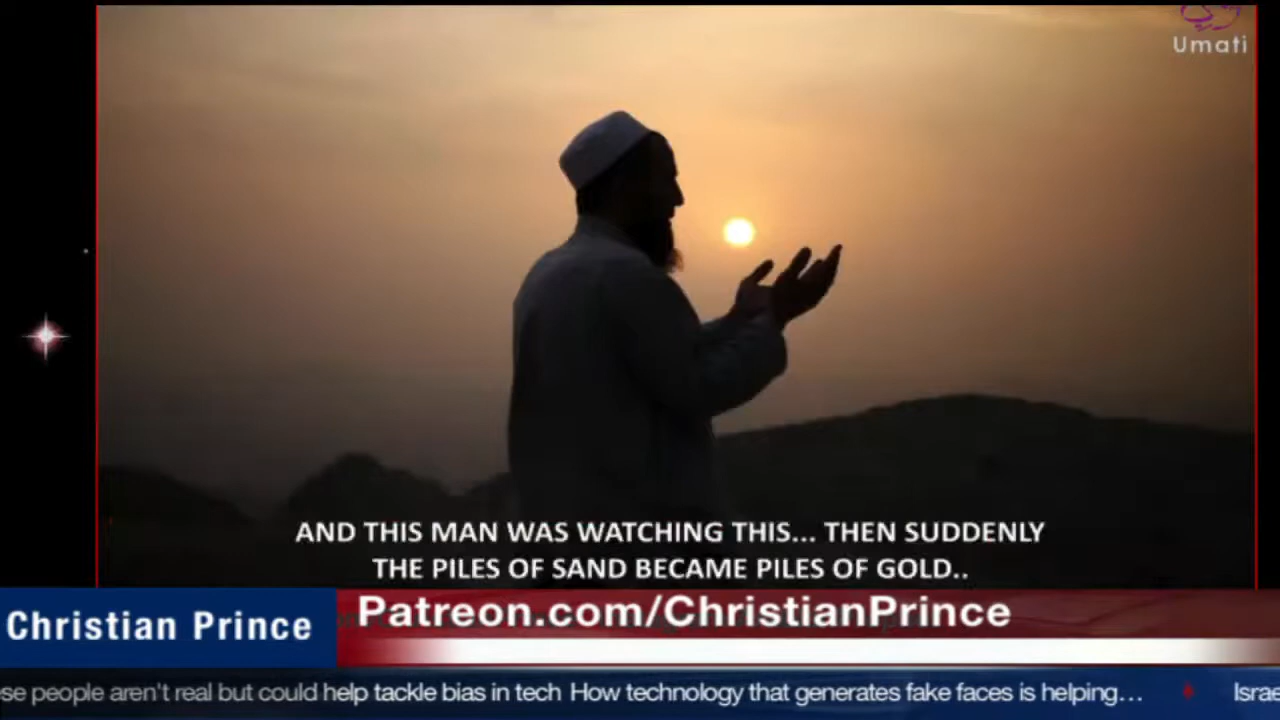 Umati
AND THIS MAN WAS WATCHING THIS... THEN SUDDENLY
THE PILES OF SAND BECAME PILES OF GOLD..
Christian Prince
Patreon.com/ChristianPrince
se people aren't real but could help tackle bias in tech How technology that generates fake faces is helping... Israe